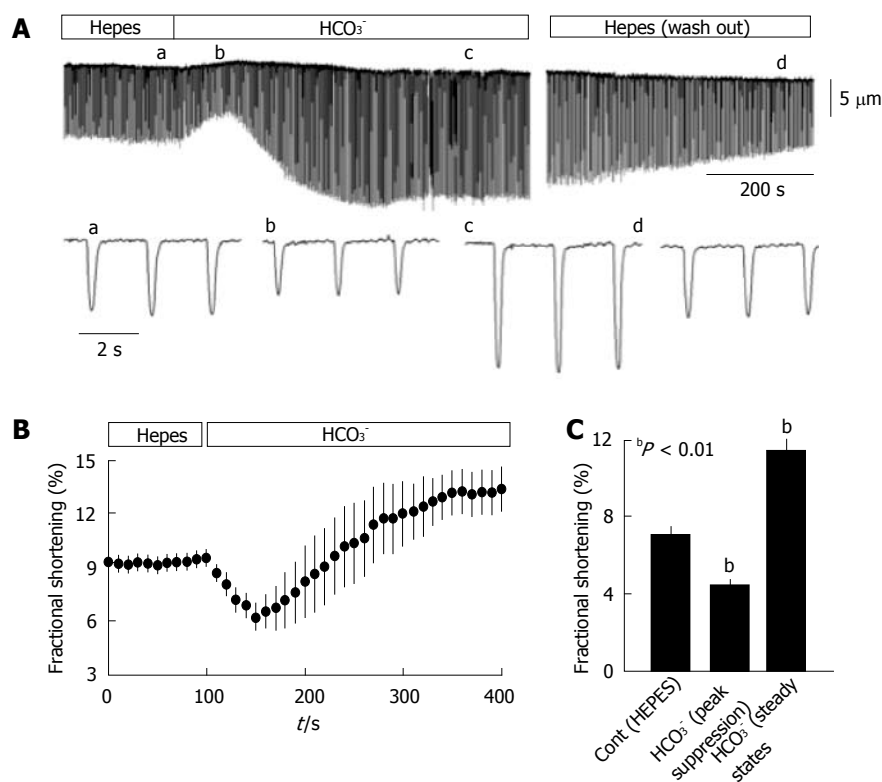 A
Hepes HCO₃⁻ Hepes (wash out)
a b c d
5 μm
200 s
a b c d
2 s
B
Hepes HCO₃⁻
Fractional shortening (%)
15
12
9
6
3
0 100 200 300 400
t/s
C
ᵇP < 0.01
Fractional shortening (%)
12
8
4
0
b
b
Cont (HEPES)
HCO₃⁻ (peak
suppression)
HCO₃⁻ (steady
states